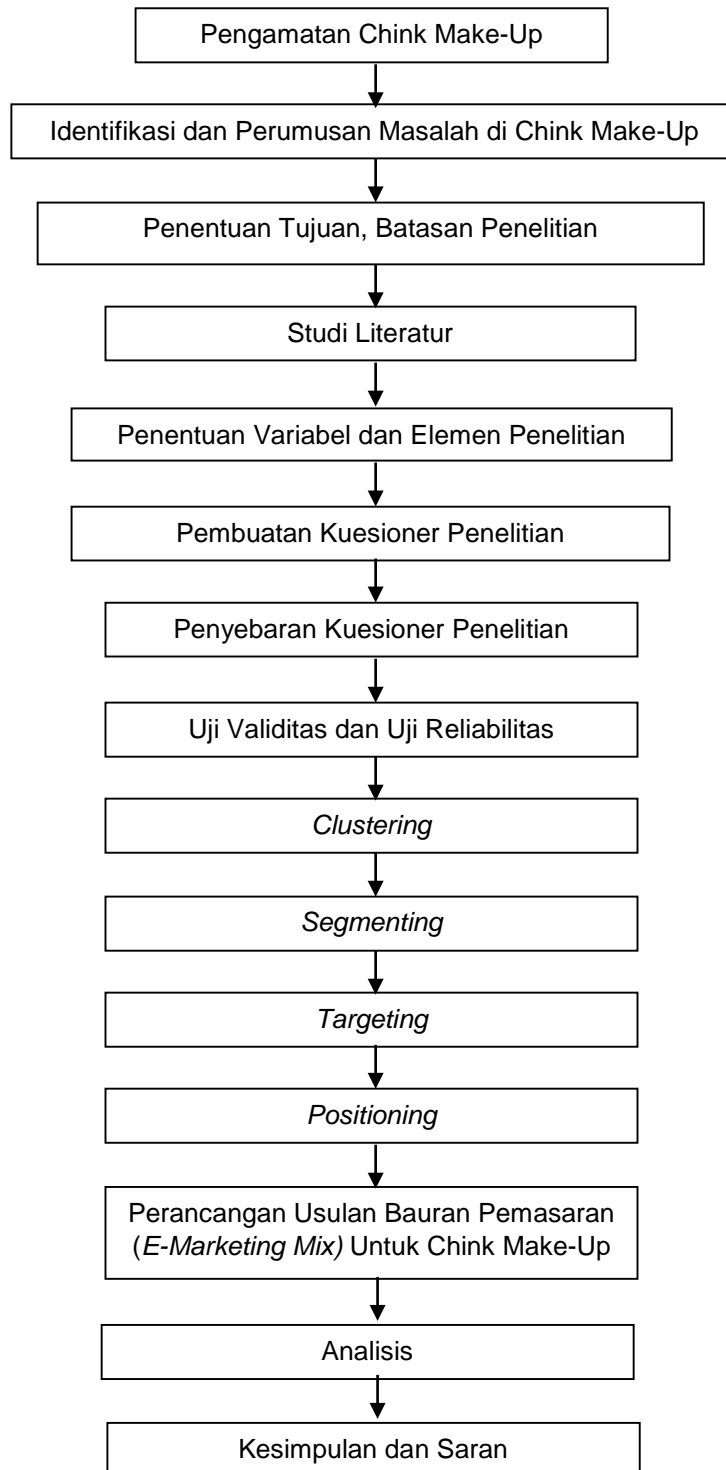 Pengamatan Chink Make-Up
Identifikasi dan Perumusan Masalah di Chink Make-Up
Penentuan Tujuan, Batasan Penelitian
Studi Literatur
Penentuan Variabel dan Elemen Penelitian
Pembuatan Kuesioner Penelitian
Penyebaran Kuesioner Penelitian
Uji Validitas dan Uji Reliabilitas
Clustering
Segmenting
Targeting
Positioning
Perancangan Usulan Bauran Pemasaran
(E-Marketing Mix) Untuk Chink Make-Up
Analisis
Kesimpulan dan Saran